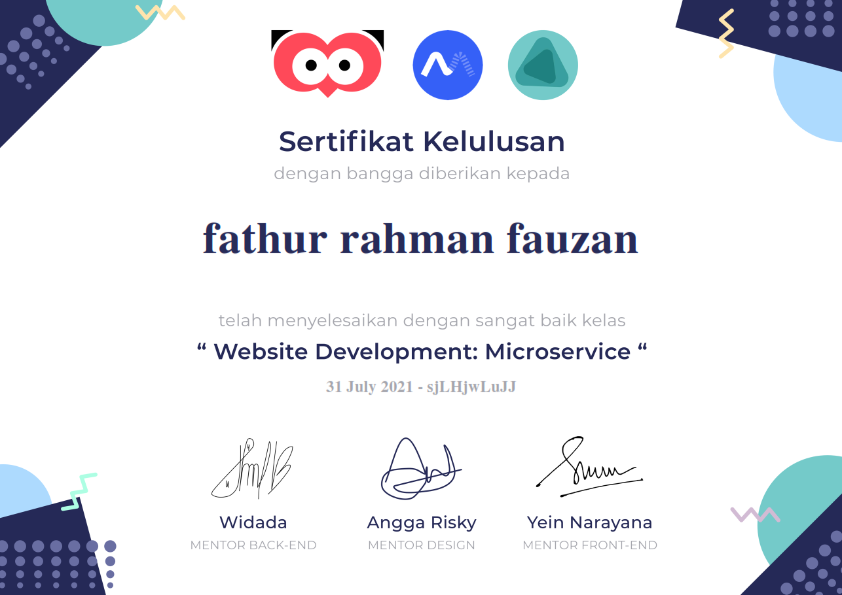 Sertifikat Kelulusan
dengan bangga diberikan kepada
fathur rahman fauzan
telah menyelesaikan dengan sangat baik kelas
“ Website Development: Microservice “
31 July 2021 - sjLHjwLuJJ
Widada Angga Risky Yein Narayana
MENTOR BACK-END MENTOR DESIGN MENTOR FRONT-END